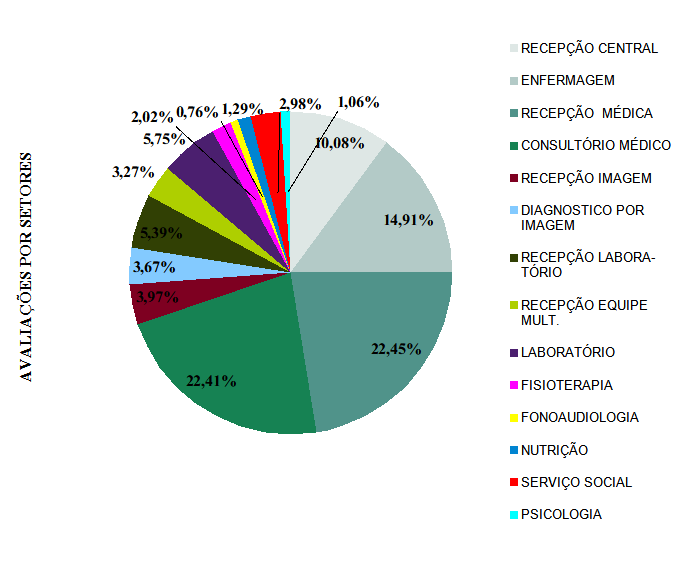 AVALIAÇÕES POR SETORES
2,98%
1,06%
0,76%
1,29%
2,02%
5,75%
3,27%
5,39%
3,67%
3,97%
22,41%
22,45%
14,91%
10,08%
RECEPÇÃO CENTRAL
ENFERMAGEM
RECEPÇÃO MÉDICA
CONSULTÓRIO MÉDICO
RECEPÇÃO IMAGEM
DIAGNOSTICO POR
IMAGEM
RECEPÇÃO LABORA-
TÓRIO
RECEPÇÃO EQUIPE
MULT.
LABORATÓRIO
FISIOTERAPIA
FONOAUDIOLOGIA
NUTRIÇÃO
SERVIÇO SOCIAL
PSICOLOGIA